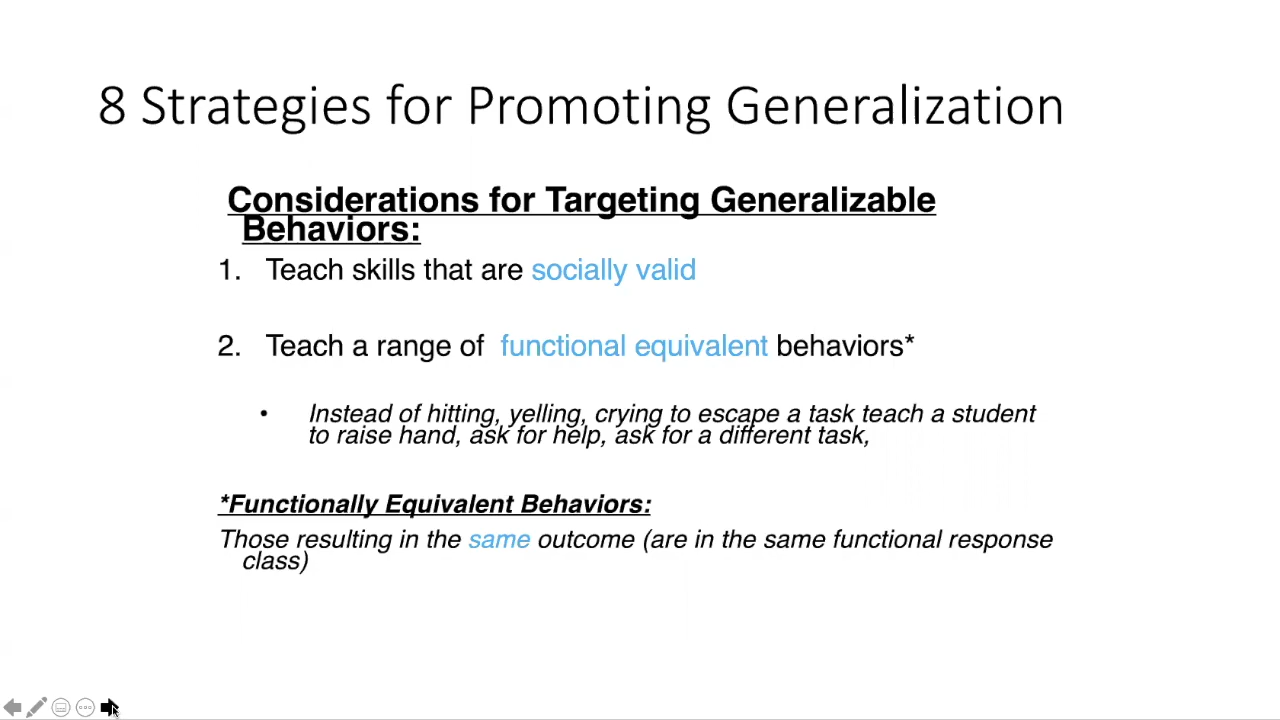 8 Strategies for Promoting Generalization
Considerations for Targeting Generalizable
Behaviors:
1. Teach skills that are socially valid
2. Teach a range of functional equivalent behaviors*
• Instead of hitting, yelling, crying to escape a task teach a student
to raise hand, ask for help, ask for a different task,
*Functionally Equivalent Behaviors:
Those resulting in the same outcome (are in the same functional response
class)